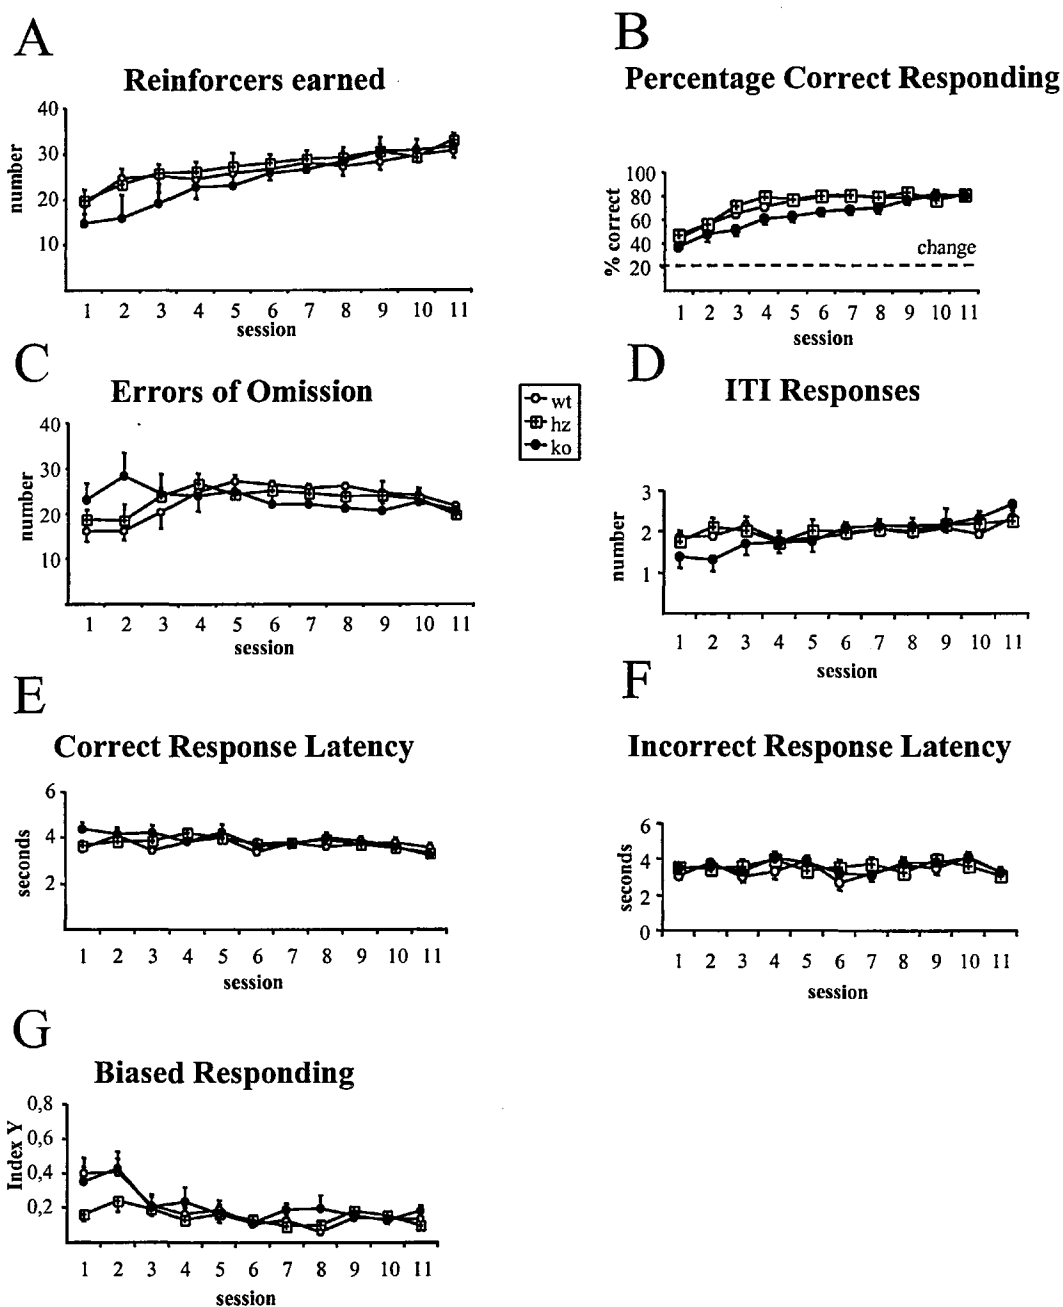 A
Reinforcers earned
40
30
20
10
number
1 2 3 4 5 6 7 8 9 10 11
session
B
Percentage Correct Responding
100
80
60
40
20
% correct
change
1 2 3 4 5 6 7 8 9 10 11
session
C
Errors of Omission
40
30
20
10
number
1 2 3 4 5 6 7 8 9 10 11
session
wt
hz
ko
D
ITI Responses
3
2
1
number
1 2 3 4 5 6 7 8 9 10 11
session
E
Correct Response Latency
6
4
2
seconds
1 2 3 4 5 6 7 8 9 10 11
session
F
Incorrect Response Latency
6
4
2
0
seconds
1 2 3 4 5 6 7 8 9 10 11
session
G
Biased Responding
0,8
0,6
0,4
0,2
Index Y
1 2 3 4 5 6 7 8 9 10 11
session